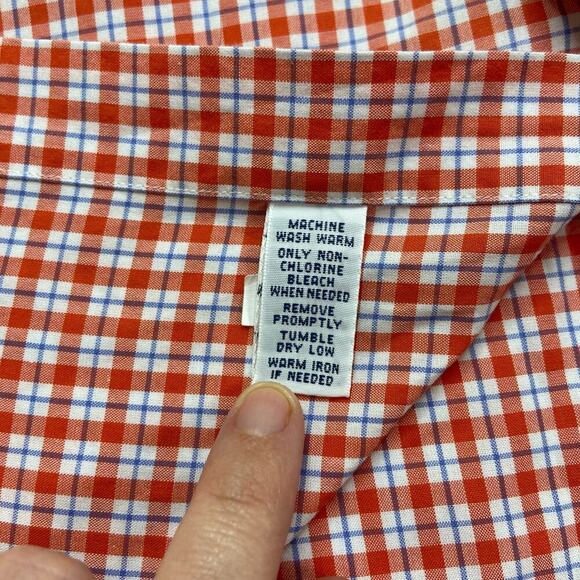 MACHINE
WASH WARM
ONLY NON-
CHLORINE
BLEACH
WHEN NEEDED
REMOVE
PROMPTLY
TUMBLE
DRY LOW
WARM IRON
IF NEEDED